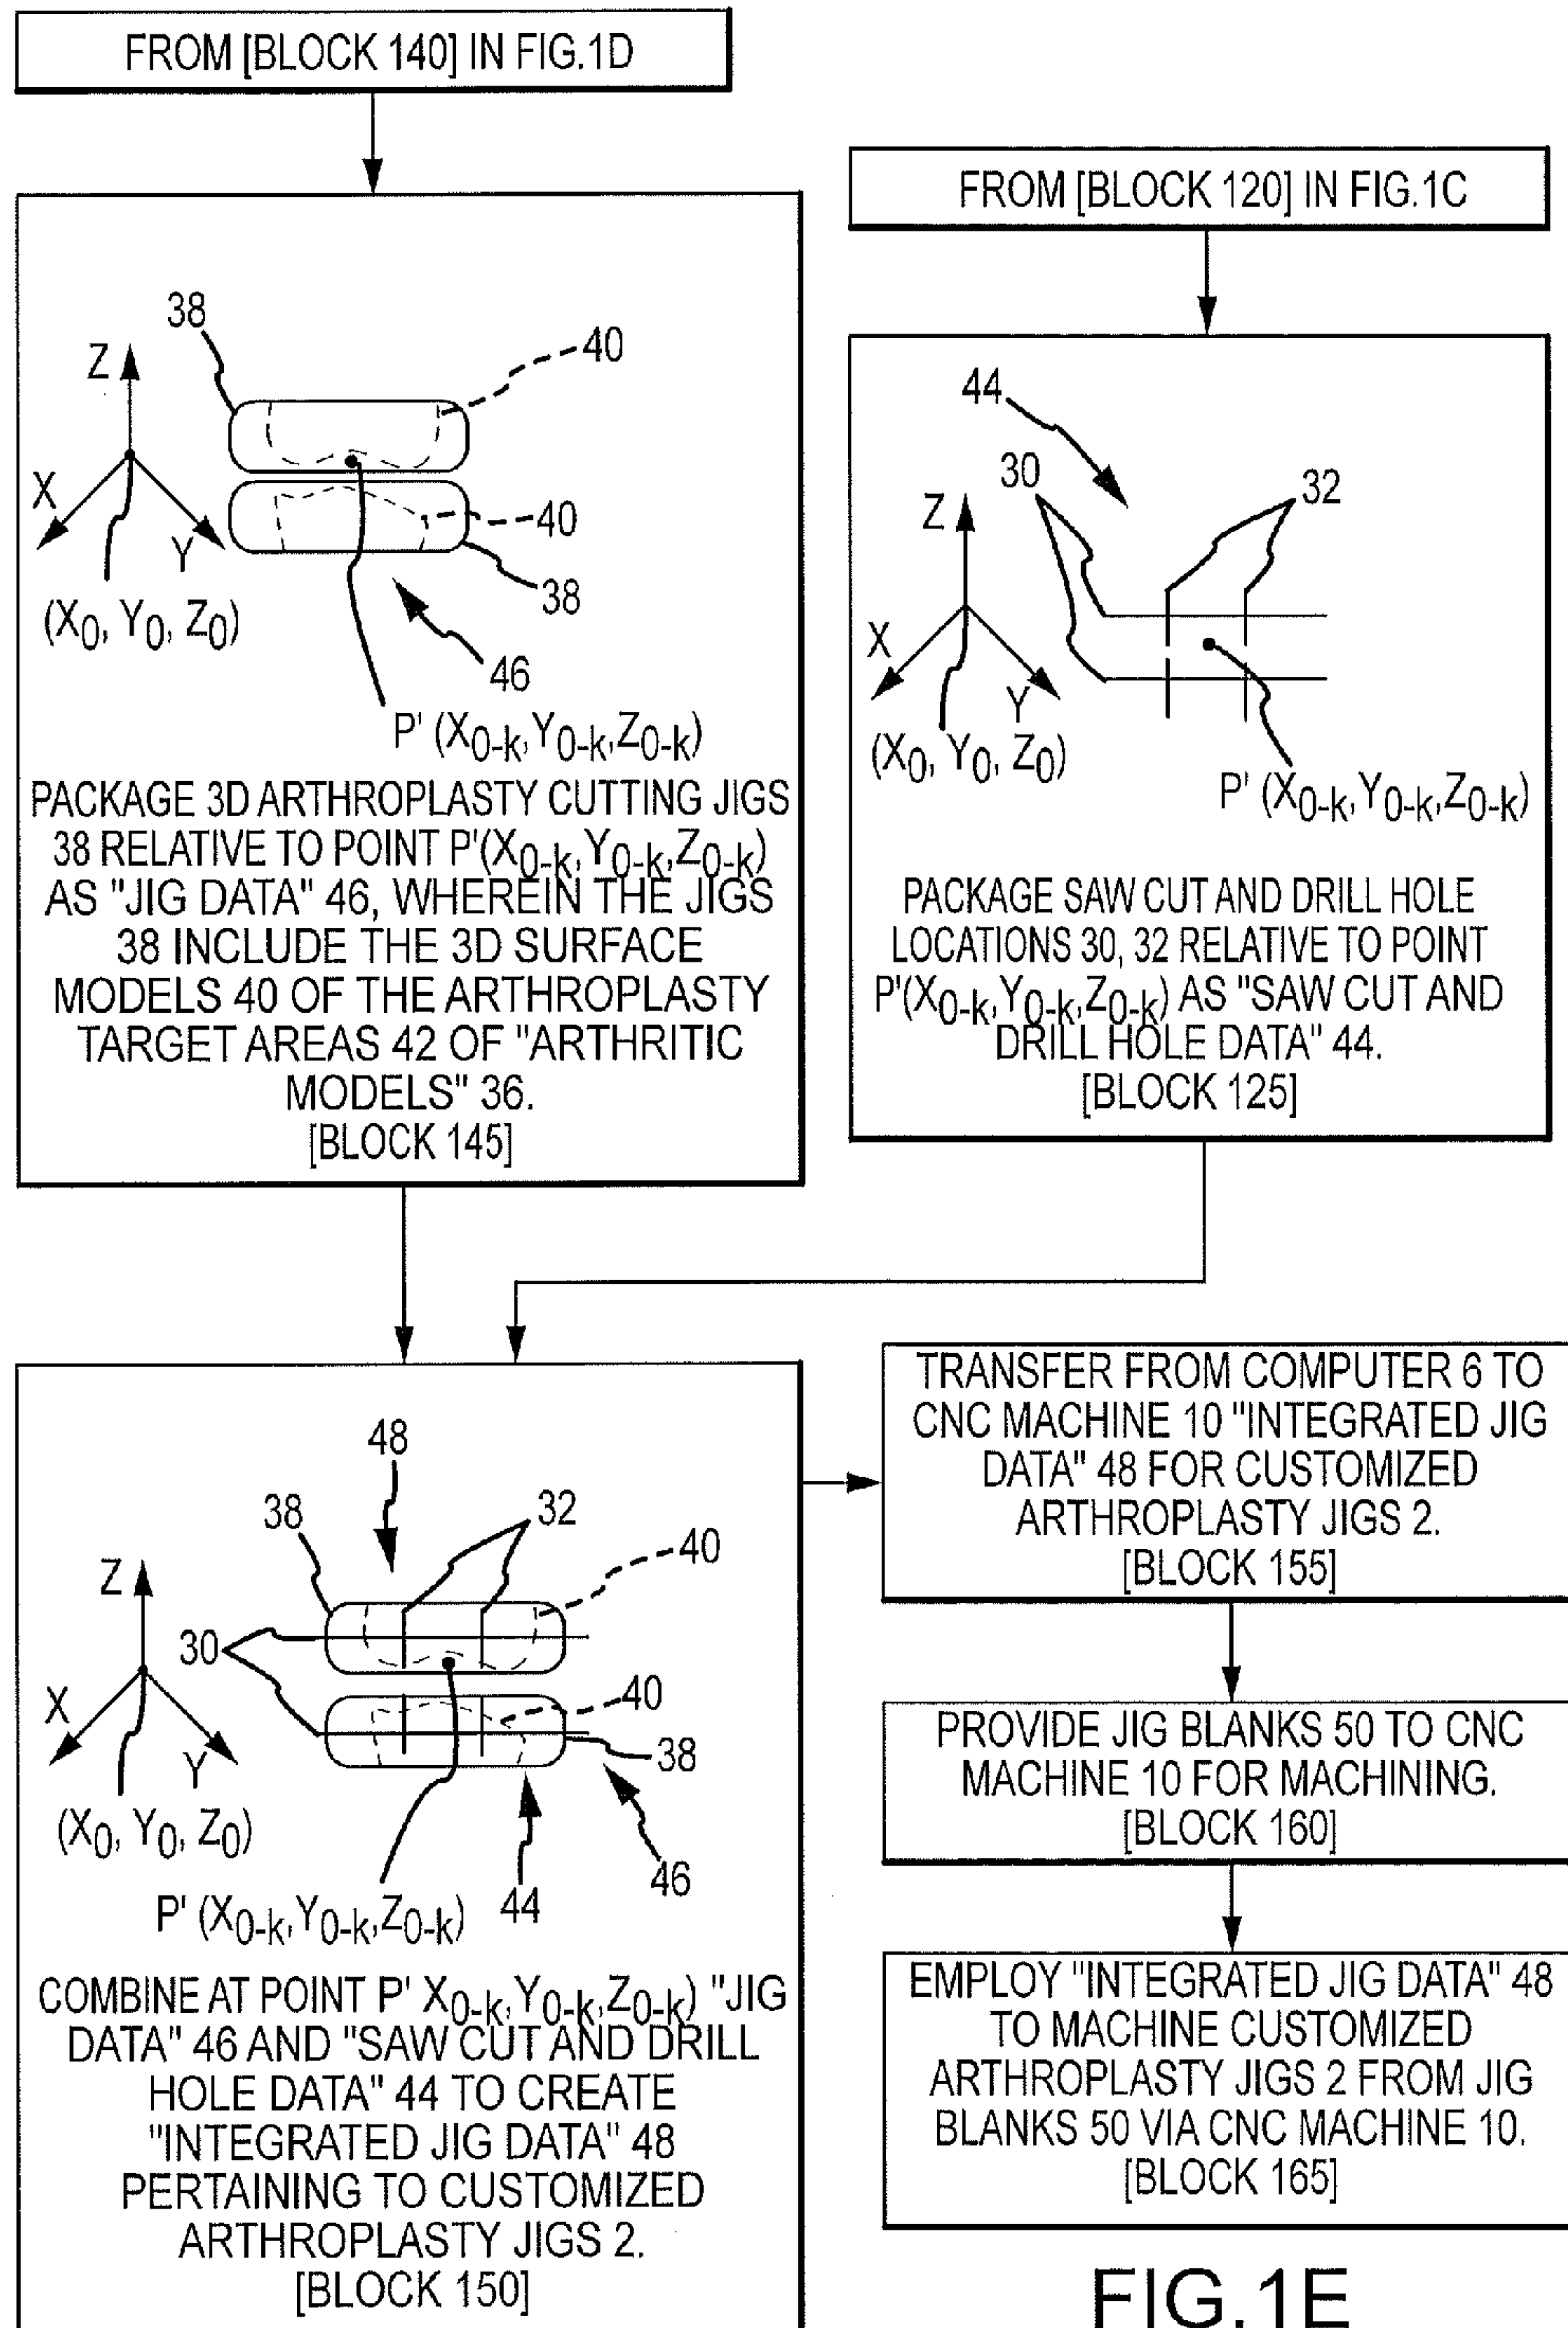 FROM [BLOCK 140] IN FIG.1D
38
40
Z
X
Y
40
38
(X0, Y0, Z0)
46
P' (X0-k,Y0-k,Z0-k)
PACKAGE 3D ARTHROPLASTY CUTTING JIGS
38 RELATIVE TO POINT P'(X0-k,Y0-k,Z0-k)
AS "JIG DATA" 46, WHEREIN THE JIGS
38 INCLUDE THE 3D SURFACE
MODELS 40 OF THE ARTHROPLASTY
TARGET AREAS 42 OF "ARTHRITIC
MODELS" 36.
[BLOCK 145]
FROM [BLOCK 120] IN FIG.1C
44
30
32
Z
X
Y
(X0, Y0, Z0)
P' (X0-k,Y0-k,Z0-k)
PACKAGE SAW CUT AND DRILL HOLE
LOCATIONS 30, 32 RELATIVE TO POINT
P'(X0-k,Y0-k,Z0-k) AS "SAW CUT AND
DRILL HOLE DATA" 44.
[BLOCK 125]
48
38
32
40
Z
30
X
Y
40
38
(X0, Y0, Z0)
46
44
P' (X0-k,Y0-k,Z0-k)
COMBINE AT POINT P' X0-k,Y0-k,Z0-k) "JIG
DATA" 46 AND "SAW CUT AND DRILL
HOLE DATA" 44 TO CREATE
"INTEGRATED JIG DATA" 48
PERTAINING TO CUSTOMIZED
ARTHROPLASTY JIGS 2.
[BLOCK 150]
TRANSFER FROM COMPUTER 6 TO
CNC MACHINE 10 "INTEGRATED JIG
DATA" 48 FOR CUSTOMIZED
ARTHROPLASTY JIGS 2.
[BLOCK 155]
PROVIDE JIG BLANKS 50 TO CNC
MACHINE 10 FOR MACHINING.
[BLOCK 160]
EMPLOY "INTEGRATED JIG DATA" 48
TO MACHINE CUSTOMIZED
ARTHROPLASTY JIGS 2 FROM JIG
BLANKS 50 VIA CNC MACHINE 10.
[BLOCK 165]
FIG.1E